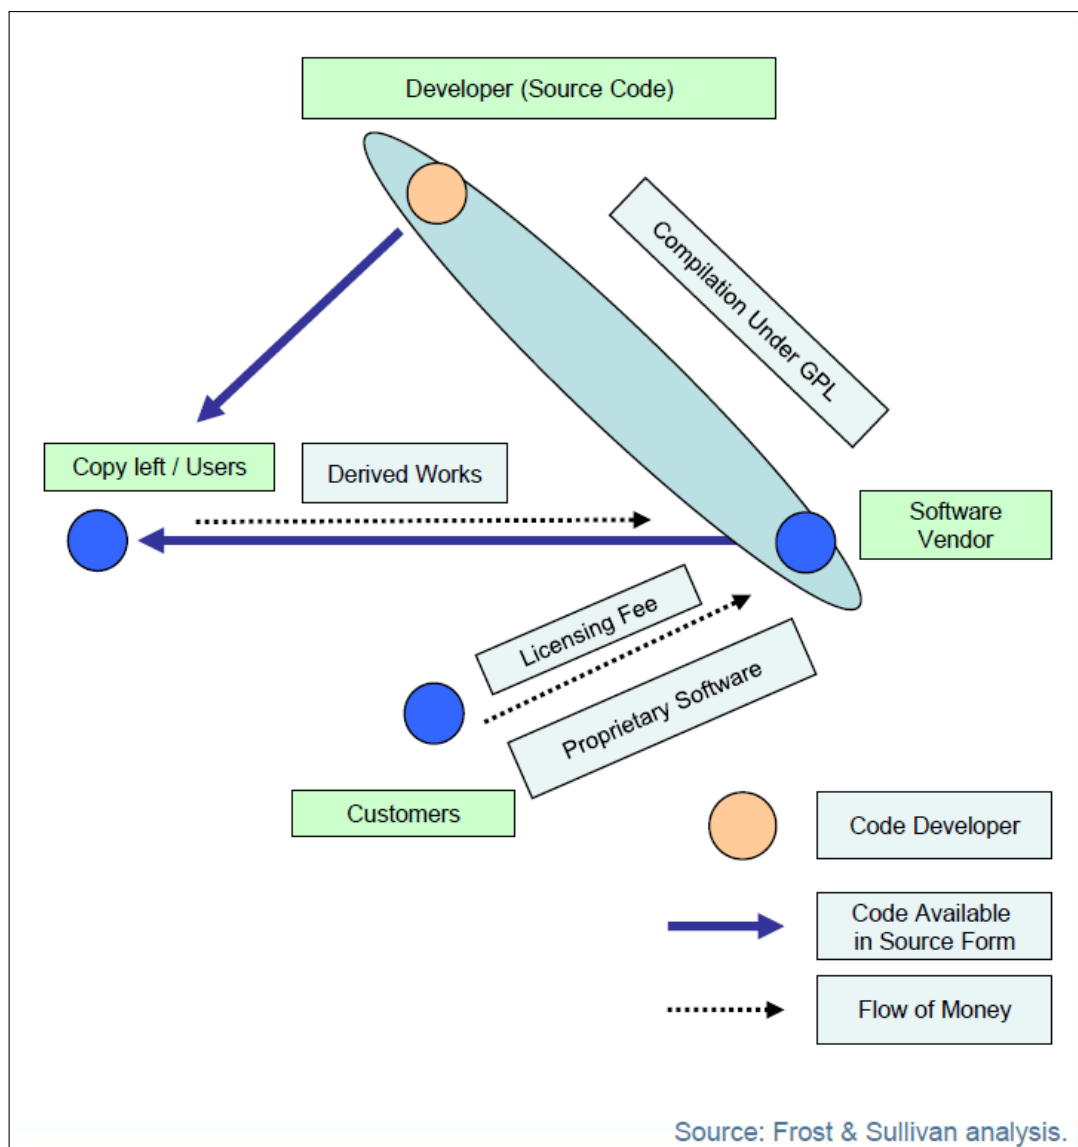 Developer (Source Code)
Compilation Under GPL
Copy left / Users
Derived Works
Software
Vendor
Licensing Fee
Proprietary Software
Customers
Code Developer
Code Available
in Source Form
Flow of Money
Source: Frost & Sullivan analysis.